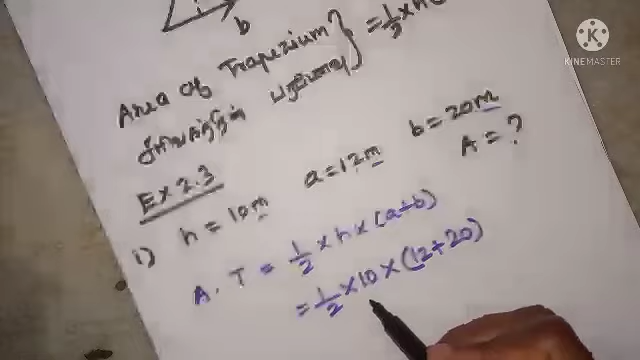 b
Area of Trapezium } = 1/2 × h
சரிவகத்தின் பரப்பளவு
EX 2.3
i) h = 10m a = 12m b = 20m A = ?
A.T = 1/2 × h × (a+b)
= 1/2 × 10 × (12+20)
KINEMASTER